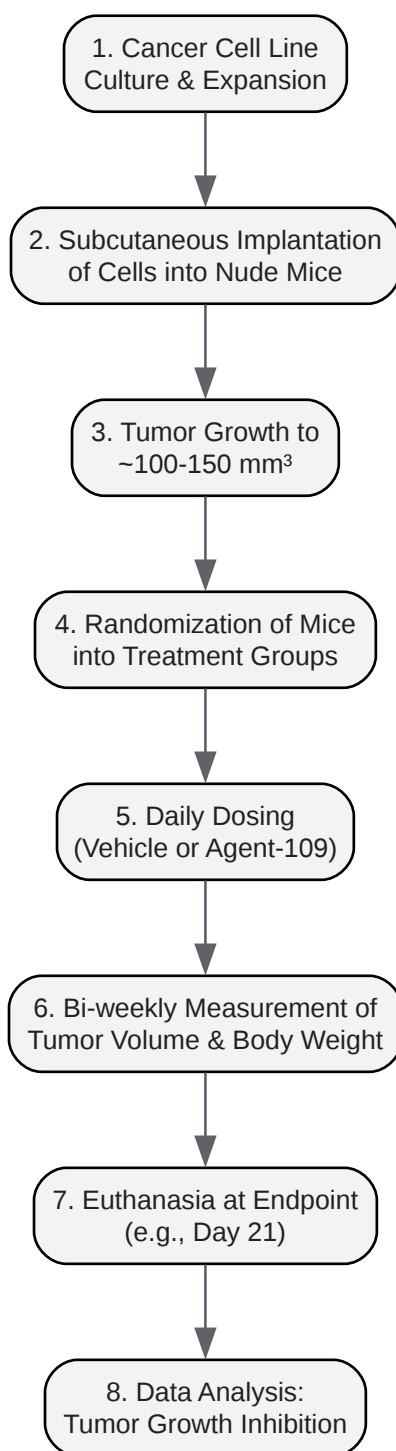 1. Cancer Cell Line
Culture & Expansion
2. Subcutaneous Implantation
of Cells into Nude Mice
3. Tumor Growth to
~100-150 mm³
4. Randomization of Mice
into Treatment Groups
5. Daily Dosing
(Vehicle or Agent-109)
6. Bi-weekly Measurement of
Tumor Volume & Body Weight
7. Euthanasia at Endpoint
(e.g., Day 21)
8. Data Analysis:
Tumor Growth Inhibition